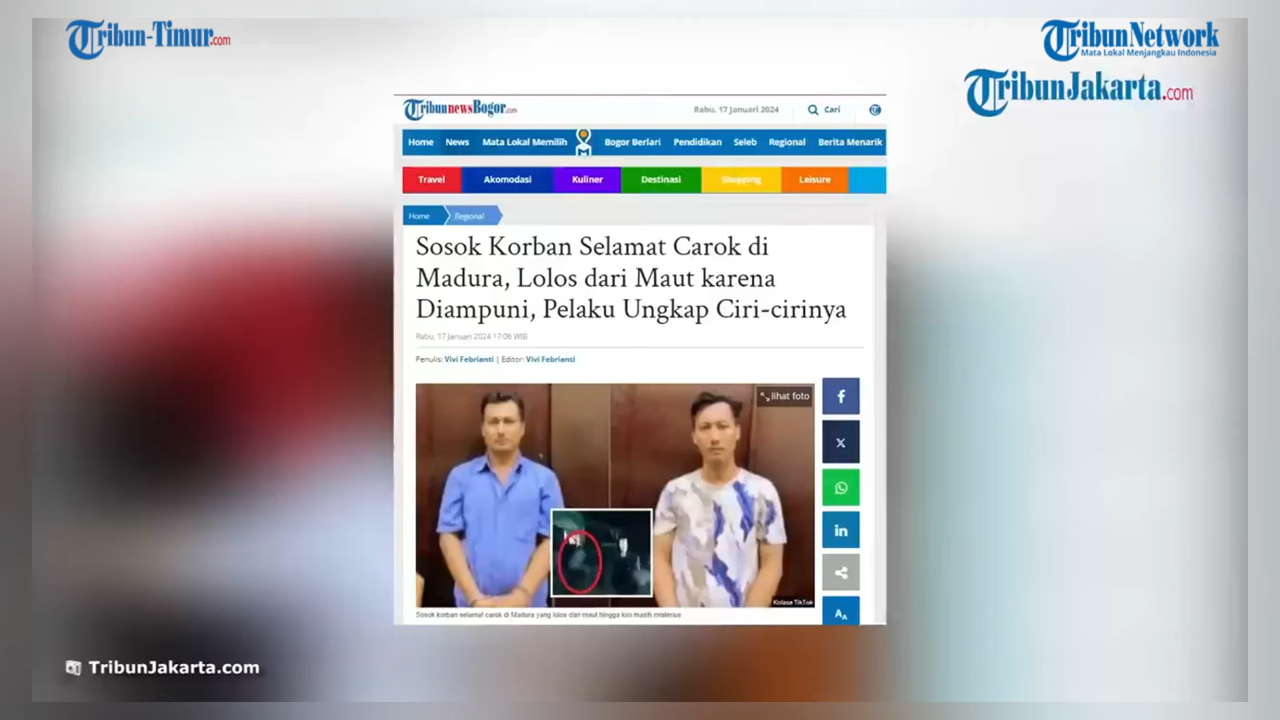 Tribun-Timur.com
TribunNetwork
Mata Lokal Menjangkau Indonesia
TribunJakarta.com
TribunnewsBogor.com
Rabu, 17 Januari 2024
Cari
Home News Mata Lokal Memilih Bogor Berlari Pendidikan Seleb Regional Berita Menarik
Travel Akomodasi Kuliner Destinasi Shopping Leisure
Home Regional
Sosok Korban Selamat Carok di
Madura, Lolos dari Maut karena
Diampuni, Pelaku Ungkap Ciri-cirinya
Rabu, 17 Januari 2024 17:06 WIB
Penulis: Vivi Febrianti | Editor: Vivi Febrianti
lihat foto
Kolase TikTok
Sosok korban selamat carok di Madura yang lolos dari maut hingga kini masih misterius
AA
TribunJakarta.com